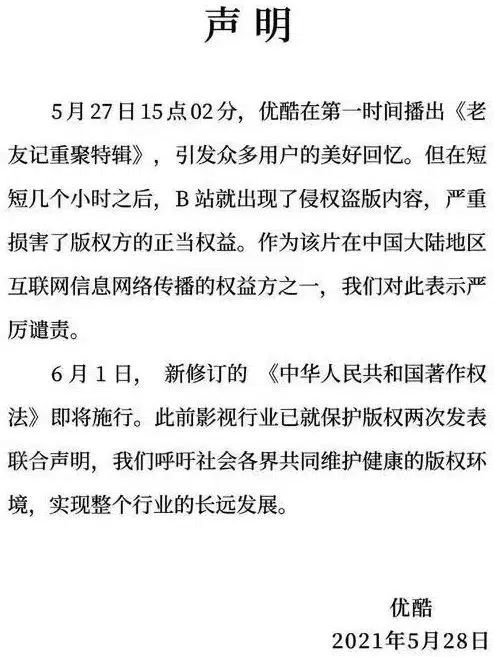 声明
5月27日15点02分，优酷在第一时间播出《老
友记重聚特辑》，引发众多用户的美好回忆。但在短
短几个小时之后，B 站就出现了侵权盗版内容，严重
损害了版权方的正当权益。作为该片在中国大陆地区
互联网信息网络传播的权益方之一，我们对此表示严
厉谴责。
6月1日， 新修订的 《中华人民共和国著作权
法》即将施行。此前影视行业已就保护版权两次发表
联合声明，我们呼吁社会各界共同维护健康的版权环
境，实现整个行业的长远发展。
优酷
2021年5月28日